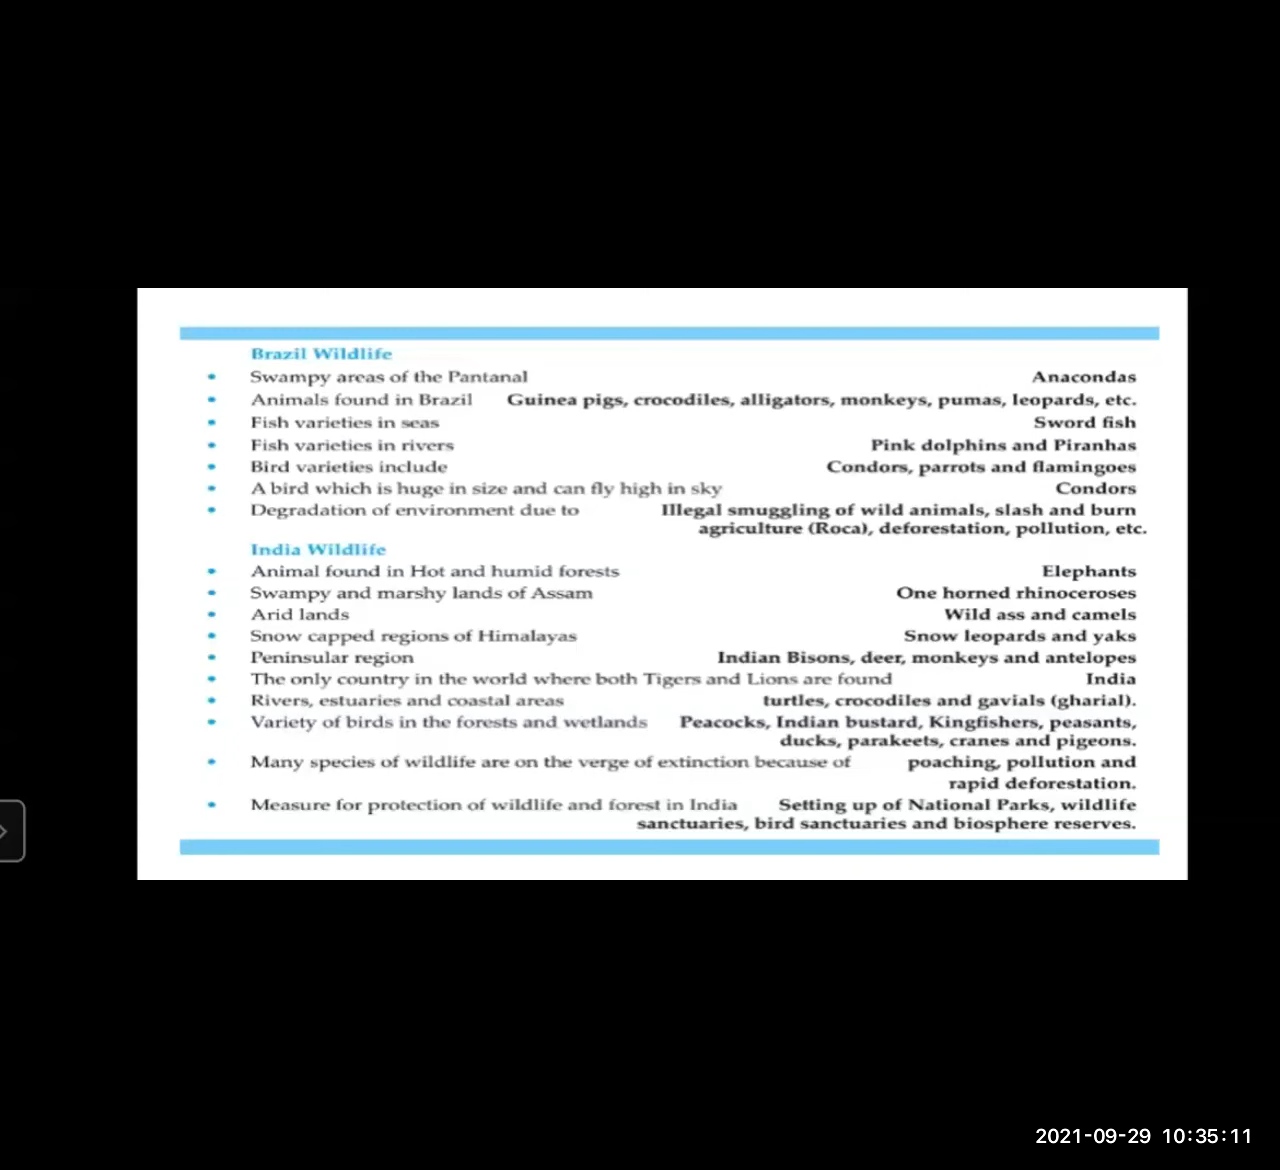 Brazil Wildlife
• Swampy areas of the Pantanal Anacondas
• Animals found in Brazil Guinea pigs, crocodiles, alligators, monkeys, pumas, leopards, etc.
• Fish varieties in seas Sword fish
• Fish varieties in rivers Pink dolphins and Piranhas
• Bird varieties include Condors, parrots and flamingoes
• A bird which is huge in size and can fly high in sky Condors
• Degradation of environment due to Illegal smuggling of wild animals, slash and burn
agriculture (Roca), deforestation, pollution, etc.
India Wildlife
• Animal found in Hot and humid forests Elephants
• Swampy and marshy lands of Assam One horned rhinoceroses
• Arid lands Wild ass and camels
• Snow capped regions of Himalayas Snow leopards and yaks
• Peninsular region Indian Bisons, deer, monkeys and antelopes
• The only country in the world where both Tigers and Lions are found India
• Rivers, estuaries and coastal areas turtles, crocodiles and gavials (gharial).
• Variety of birds in the forests and wetlands Peacocks, Indian bustard, Kingfishers, peasants,
ducks, parakeets, cranes and pigeons.
• Many species of wildlife are on the verge of extinction because of poaching, pollution and
rapid deforestation.
• Measure for protection of wildlife and forest in India Setting up of National Parks, wildlife
sanctuaries, bird sanctuaries and biosphere reserves.
2021-09-29 10:35:11